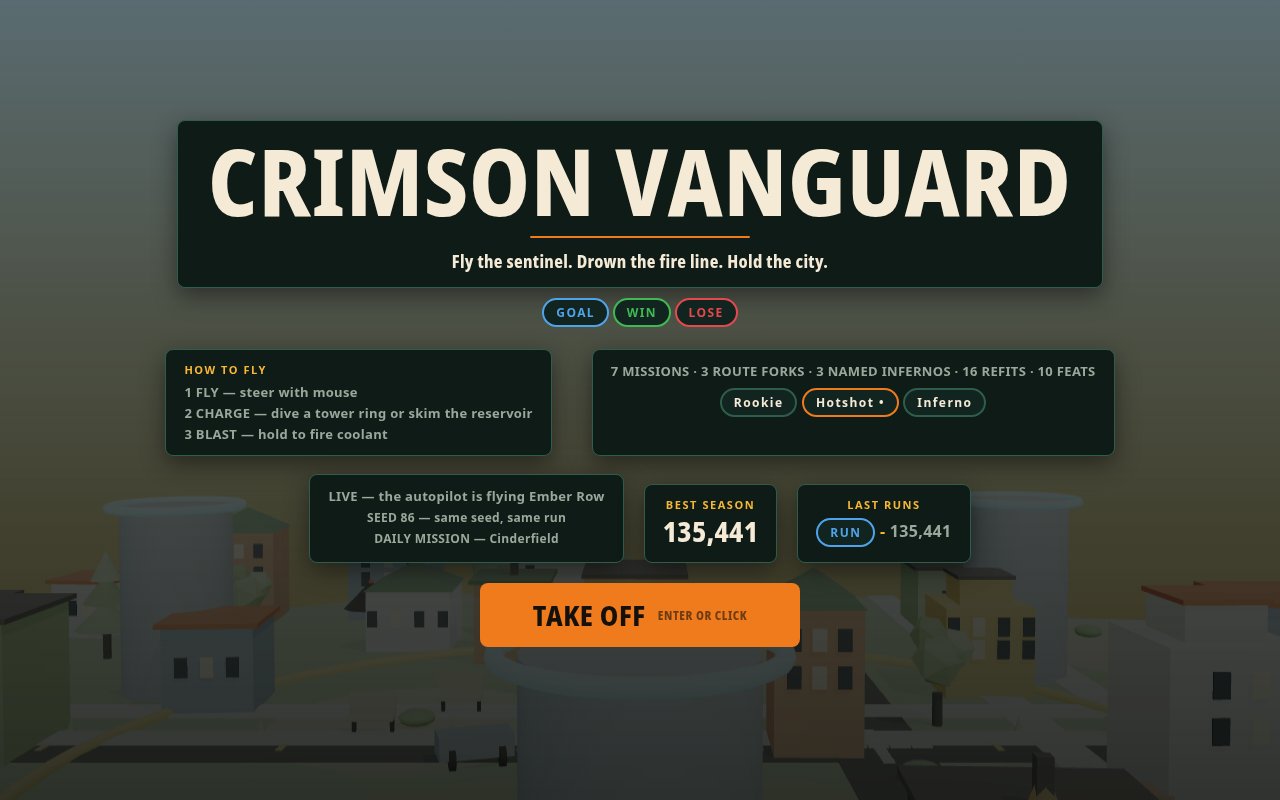 CRIMSON VANGUARD
Fly the sentinel. Drown the fire line. Hold the city.
GOAL WIN LOSE
HOW TO FLY
1 FLY — steer with mouse
2 CHARGE — dive a tower ring or skim the reservoir
3 BLAST — hold to fire coolant
7 MISSIONS · 3 ROUTE FORKS · 3 NAMED INFERNOS · 16 REFITS · 10 FEATS
Rookie Hotshot • Inferno
LIVE — the autopilot is flying Ember Row
SEED 86 — same seed, same run
DAILY MISSION — Cinderfield
BEST SEASON
135,441
LAST RUNS
RUN - 135,441
TAKE OFF ENTER OR CLICK